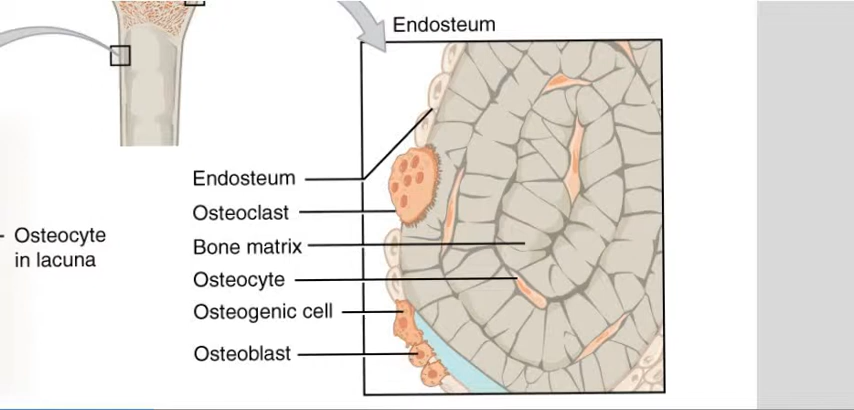 Endosteum
Endosteum
Osteoclast
Bone matrix
Osteocyte
Osteogenic cell
Osteoblast
Osteocyte
in lacuna